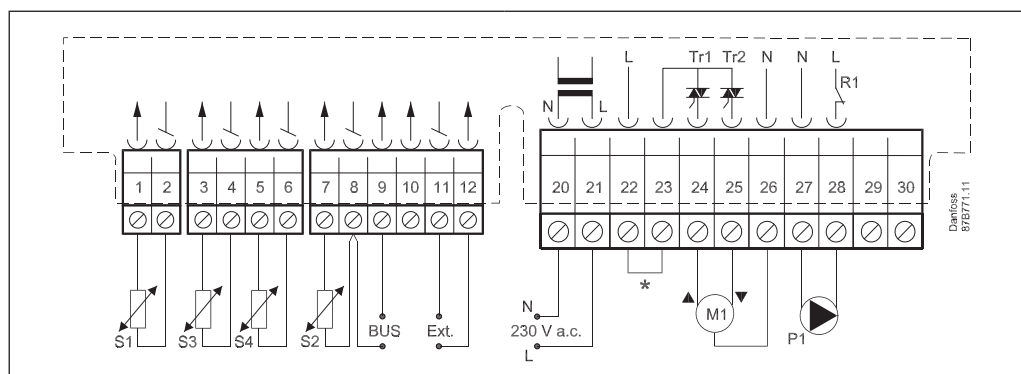 L Tr1 Tr2 N N L
R1
N L
1 2 3 4 5 6 7 8 9 10 11 12
20 21 22 23 24 25 26 27 28 29 30
Danfoss
87B771.11
*
N
S1 S3 S4 S2 BUS Ext. 230 V a.c. M1 P1
L